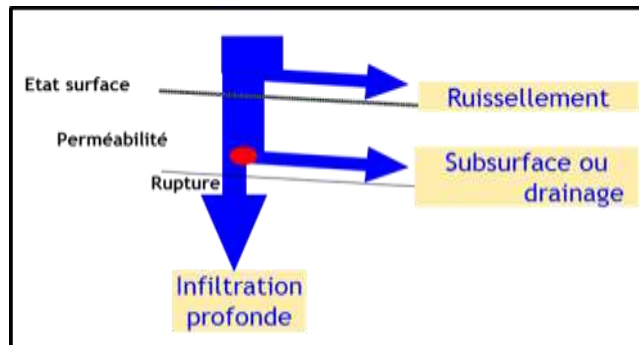 Etat surface
Ruissellement
Perméabilité
Subsurface ou
drainage
Rupture
Infiltration
profonde